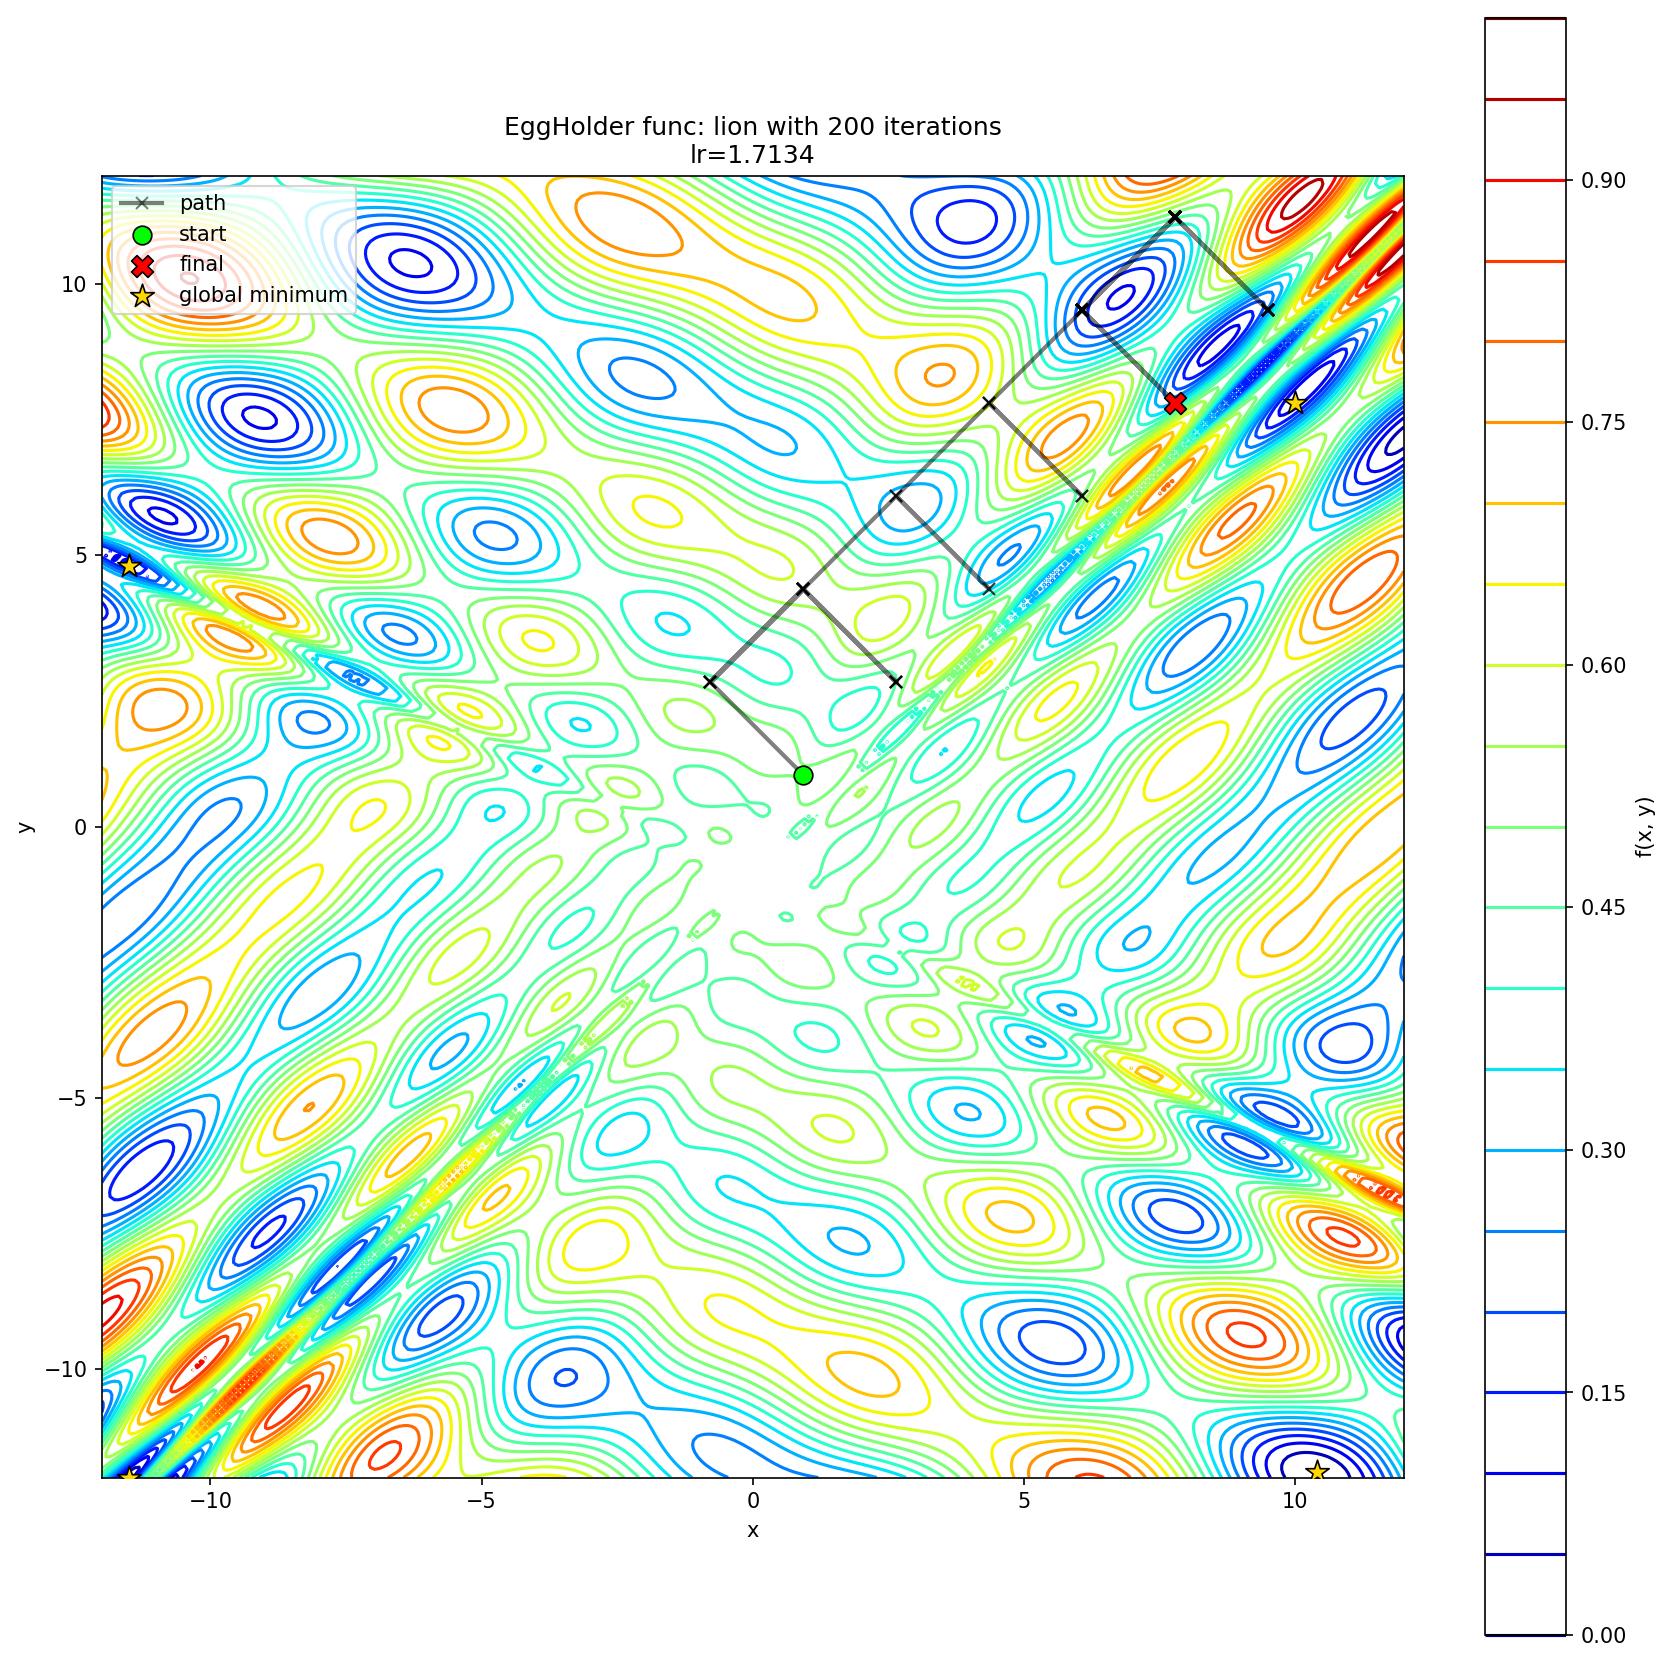 EggHolder func: lion with 200 iterations
lr=1.7134
path
start
final
global minimum
10
5
0
−5
−10
y
−10
−5
0
5
10
x
0.90
0.75
0.60
0.45
0.30
0.15
0.00
f(x, y)